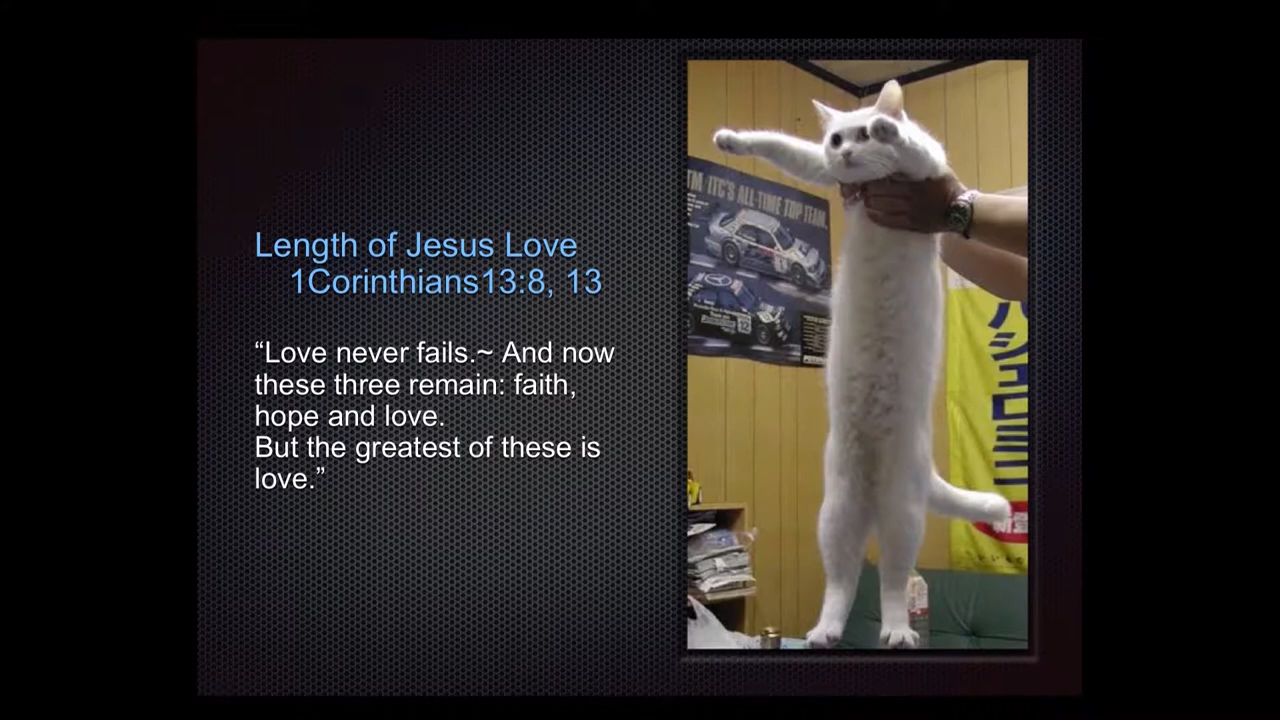 Length of Jesus Love
1Corinthians13:8, 13
“Love never fails.~ And now
these three remain: faith,
hope and love.
But the greatest of these is
love.”
TM ITC'S ALL-TIME TOP TEAM.